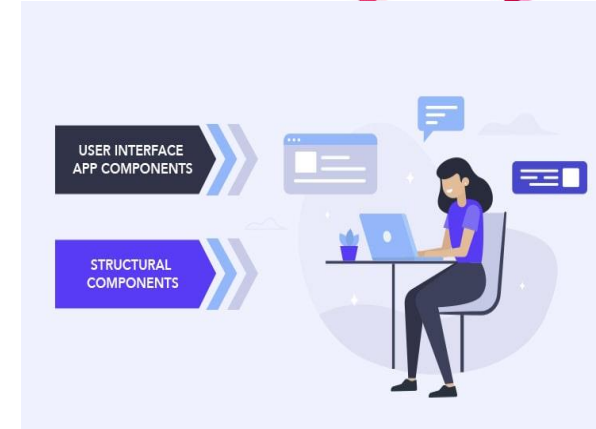 USER INTERFACE
APP COMPONENTS
STRUCTURAL
COMPONENTS